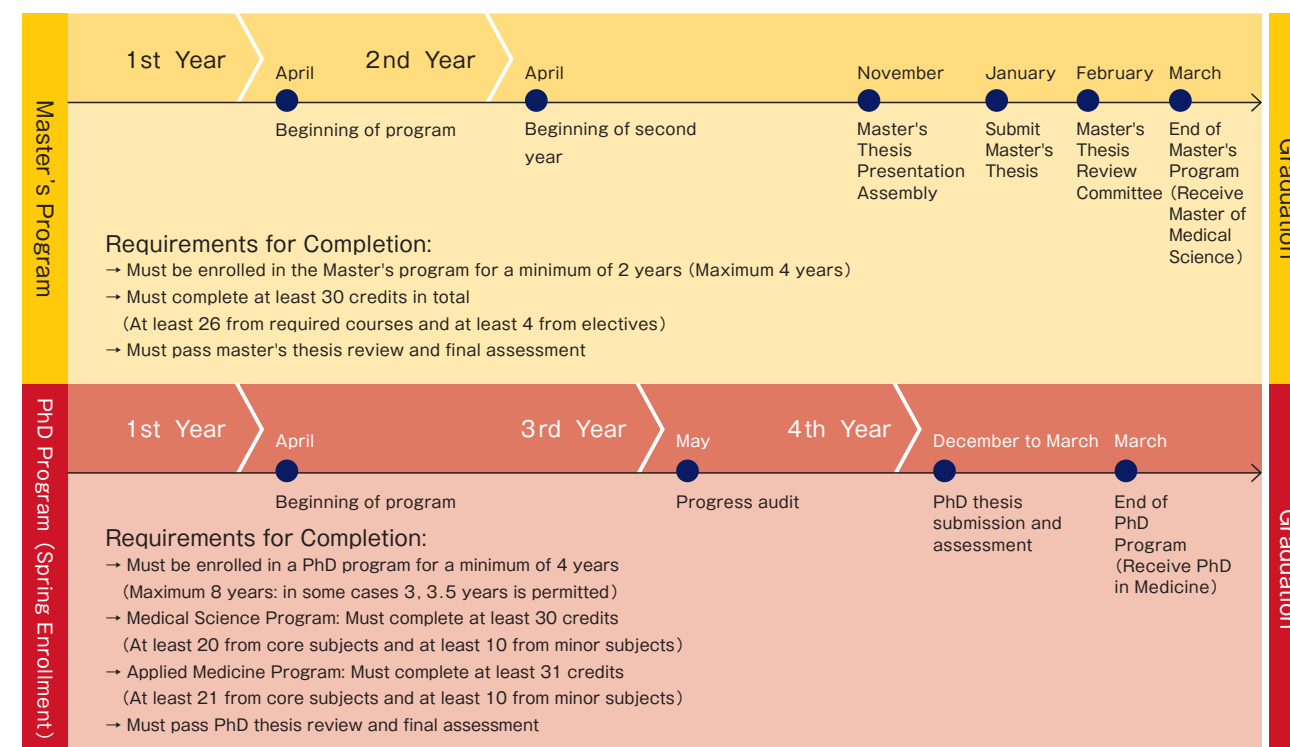 Master's Program
1st Year
2nd Year
April
Beginning of program
April
Beginning of second
year
November
Master's
Thesis
Presentation
Assembly
January
Submit
Master's
Thesis
February
Master's
Thesis
Review
Committee
March
End of
Master's
Program
(Receive
Master of
Medical
Science)
Graduation
Requirements for Completion:
→ Must be enrolled in the Master's program for a minimum of 2 years (Maximum 4 years)
→ Must complete at least 30 credits in total
(At least 26 from required courses and at least 4 from electives)
→ Must pass master's thesis review and final assessment
PhD Program (Spring Enrollment)
1st Year
April
Beginning of program
3rd Year
May
Progress audit
4th Year
December to March
PhD thesis
submission and
assessment
March
End of
PhD
Program
(Receive PhD
in Medicine)
Graduation
Requirements for Completion:
→ Must be enrolled in a PhD program for a minimum of 4 years
(Maximum 8 years: in some cases 3, 3.5 years is permitted)
→ Medical Science Program: Must complete at least 30 credits
(At least 20 from core subjects and at least 10 from minor subjects)
→ Applied Medicine Program: Must complete at least 31 credits
(At least 21 from core subjects and at least 10 from minor subjects)
→ Must pass PhD thesis review and final assessment